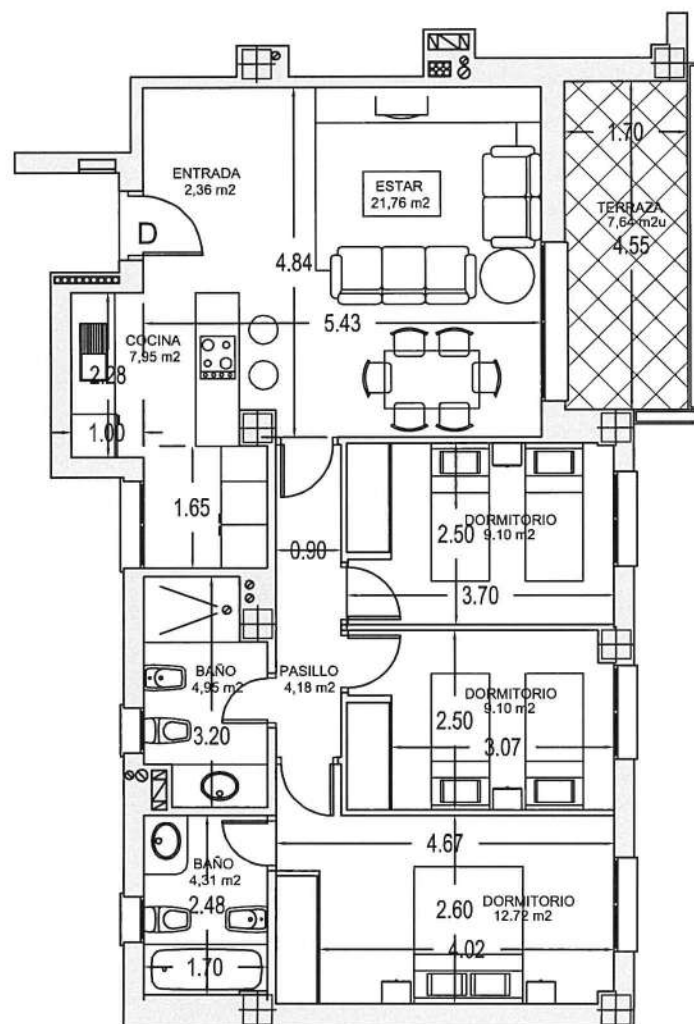 1.70
ENTRADA
2,36 m2
ESTAR
21,76 m2
TERRAZA
7,64 m2u
4.55
D
4.84
5.43
COCINA
7,95 m2
2.28
1.00
1.65
0.90
DORMITORIO
9.10 m2
2.50
3.70
BAÑO
4,95 m2
PASILLO
4,18 m2
3.20
DORMITORIO
9.10 m2
2.50
3.07
4.67
BAÑO
4,31 m2
2.48
1.70
DORMITORIO
12.72 m2
2.60
4.02